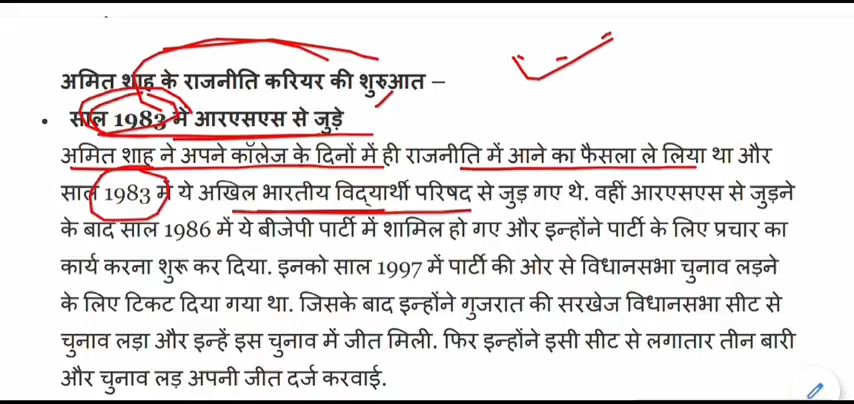 अमित शाह के राजनीति करियर की शुरुआत –
• साल 1983 में आरएसएस से जुड़े
अमित शाह ने अपने कॉलेज के दिनों में ही राजनीति में आने का फैसला ले लिया था और
साल 1983 में ये अखिल भारतीय विद्यार्थी परिषद से जुड़ गए थे. वहीं आरएसएस से जुड़ने
के बाद साल 1986 में ये बीजेपी पार्टी में शामिल हो गए और इन्होंने पार्टी के लिए प्रचार का
कार्य करना शुरू कर दिया. इनको साल 1997 में पार्टी की ओर से विधानसभा चुनाव लड़ने
के लिए टिकट दिया गया था. जिसके बाद इन्होंने गुजरात की सरखेज विधानसभा सीट से
चुनाव लड़ा और इन्हें इस चुनाव में जीत मिली. फिर इन्होंने इसी सीट से लगातार तीन बारी
और चुनाव लड़ अपनी जीत दर्ज करवाई.